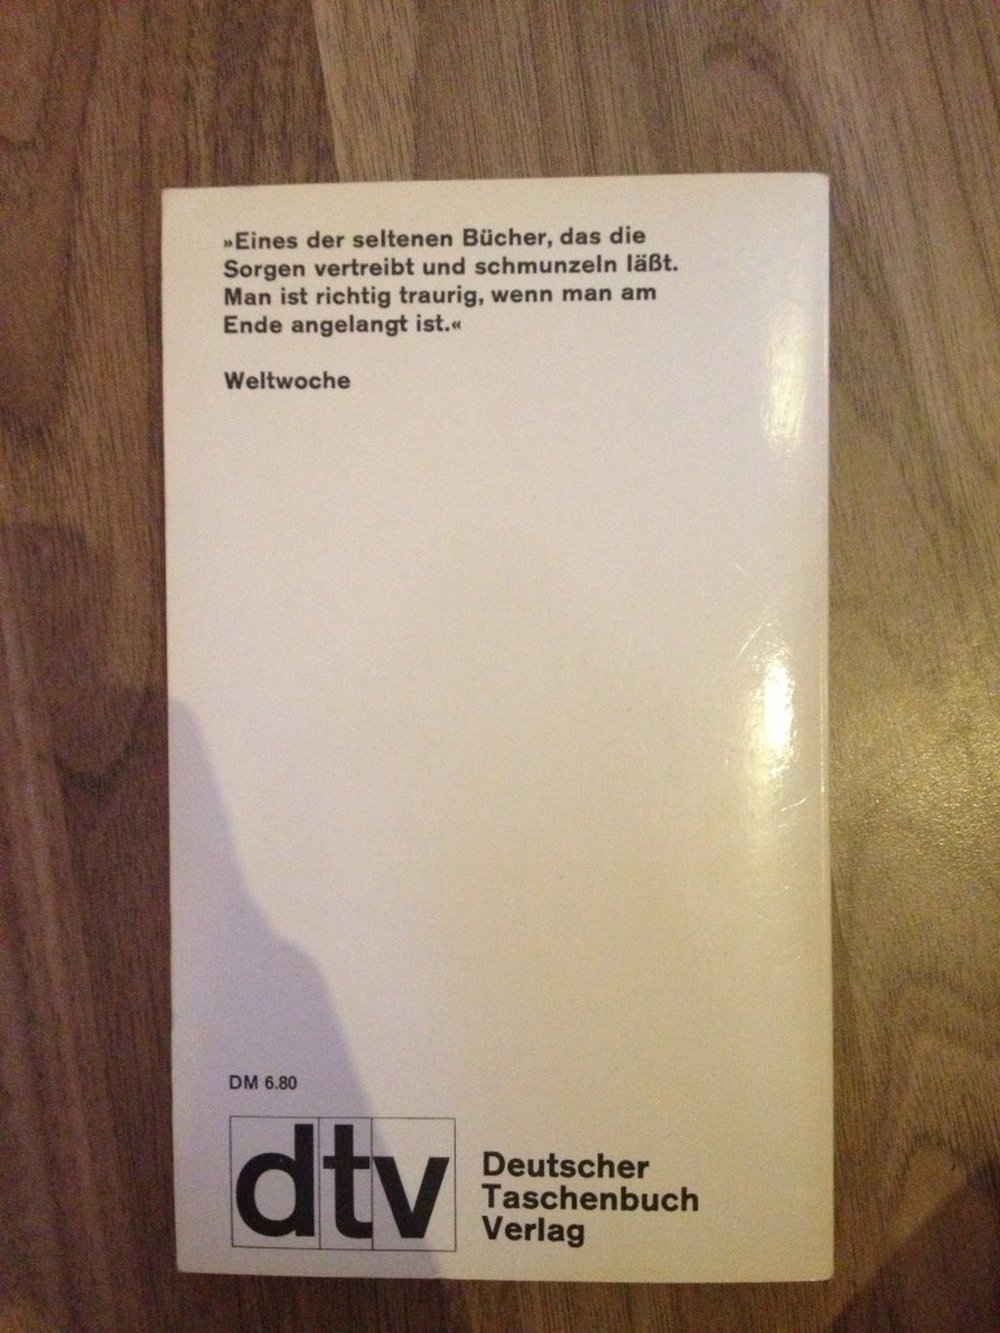 »Eines der seltenen Bücher, das die
Sorgen vertreibt und schmunzeln läßt.
Man ist richtig traurig, wenn man am
Ende angelangt ist.«
Weltwoche
DM 6.80
dtv
Deutscher
Taschenbuch
Verlag